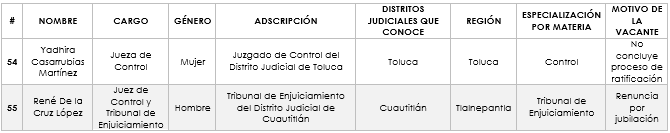 # NOMBRE CARGO GÉNERO ADSCRIPCIÓN DISTRITOS JUDICIALES QUE CONOCE REGIÓN ESPECIALIZACIÓN POR MATERIA MOTIVO DE LA VACANTE
54 Yadhira Casarrubias Martínez Jueza de Control Mujer Juzgado de Control del Distrito Judicial de Toluca Toluca Toluca Control No concluye proceso de ratificación
55 René De la Cruz López Juez de Control y Tribunal de Enjuiciamiento Hombre Tribunal de Enjuiciamiento del Distrito Judicial de Cuautitlán Cuautitlán Tlalnepantla Tribunal de Enjuiciamiento Renuncia por jubilación